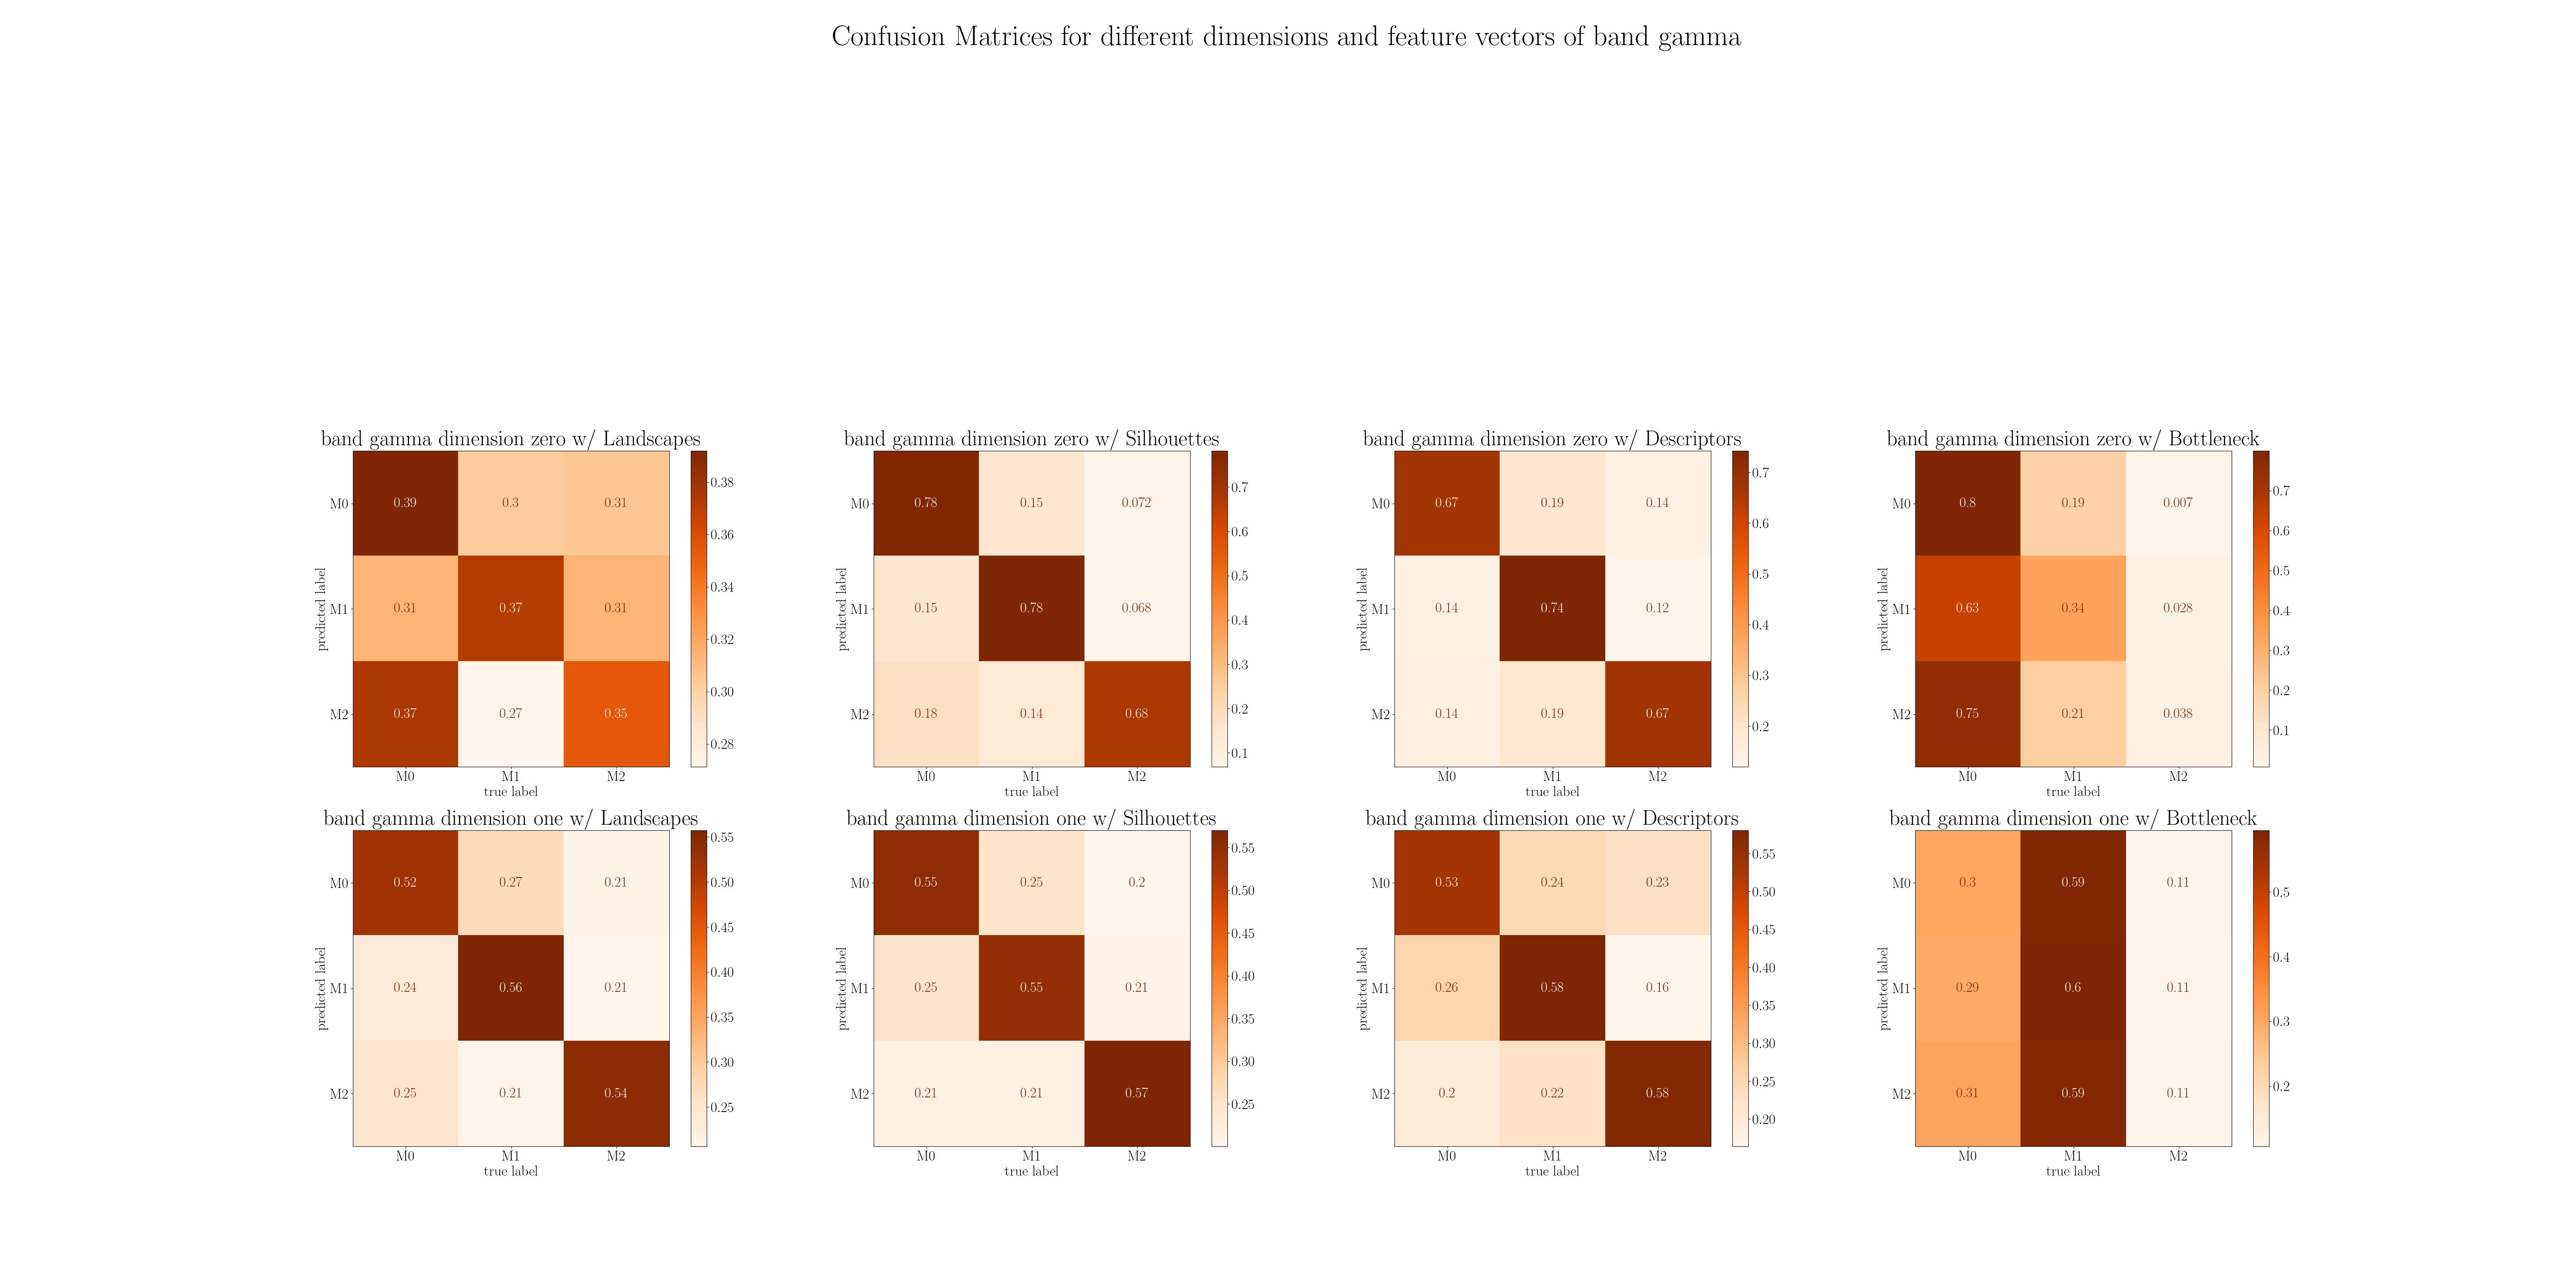 Confusion Matrices for different dimensions and feature vectors of band gamma
band gamma dimension zero w/ Landscapes
predicted label
M0 0.39 0.3 0.31
M1 0.31 0.37 0.31
M2 0.37 0.27 0.35
M0 M1 M2
true label
0.38
0.36
0.34
0.32
0.30
0.28
band gamma dimension zero w/ Silhouettes
predicted label
M0 0.78 0.15 0.072
M1 0.15 0.78 0.068
M2 0.18 0.14 0.68
M0 M1 M2
true label
0.7
0.6
0.5
0.4
0.3
0.2
0.1
band gamma dimension zero w/ Descriptors
predicted label
M0 0.67 0.19 0.14
M1 0.14 0.74 0.12
M2 0.14 0.19 0.67
M0 M1 M2
true label
0.7
0.6
0.5
0.4
0.3
0.2
band gamma dimension zero w/ Bottleneck
predicted label
M0 0.8 0.19 0.007
M1 0.63 0.34 0.028
M2 0.75 0.21 0.038
M0 M1 M2
true label
0.7
0.6
0.5
0.4
0.3
0.2
0.1
band gamma dimension one w/ Landscapes
predicted label
M0 0.52 0.27 0.21
M1 0.24 0.56 0.21
M2 0.25 0.21 0.54
M0 M1 M2
true label
0.55
0.50
0.45
0.40
0.35
0.30
0.25
band gamma dimension one w/ Silhouettes
predicted label
M0 0.55 0.25 0.2
M1 0.25 0.55 0.21
M2 0.21 0.21 0.57
M0 M1 M2
true label
0.55
0.50
0.45
0.40
0.35
0.30
0.25
band gamma dimension one w/ Descriptors
predicted label
M0 0.53 0.24 0.23
M1 0.26 0.58 0.16
M2 0.2 0.22 0.58
M0 M1 M2
true label
0.55
0.50
0.45
0.40
0.35
0.30
0.25
0.20
band gamma dimension one w/ Bottleneck
predicted label
M0 0.3 0.59 0.11
M1 0.29 0.6 0.11
M2 0.31 0.59 0.11
M0 M1 M2
true label
0.5
0.4
0.3
0.2